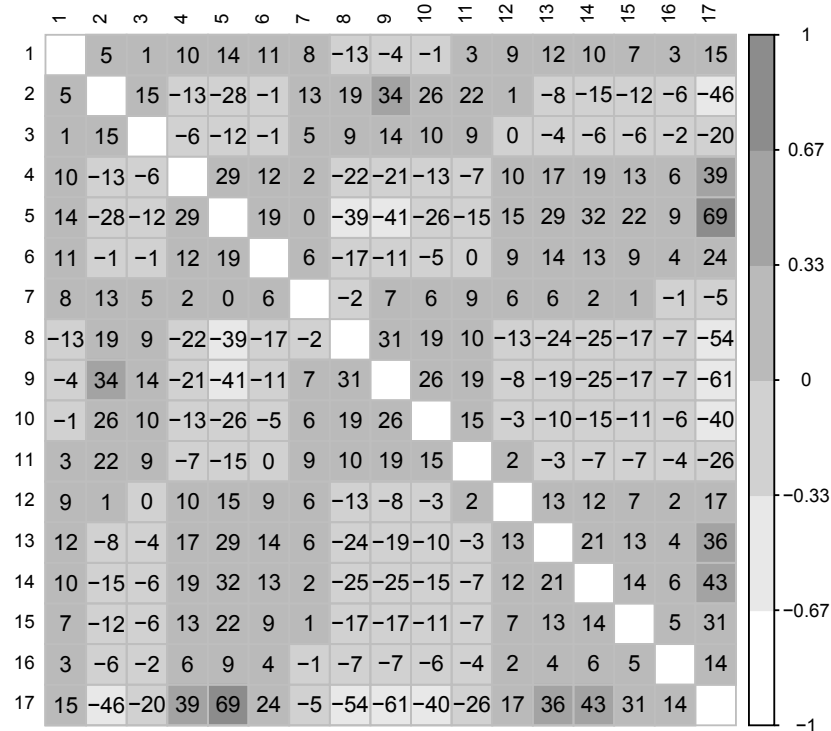 1 2 3 4 5 6 7 8 9 10 11 12 13 14 15 16 17
1 5 1 10 14 11 8 −13 −4 −1 3 9 12 10 7 3 15
2 5 15 −13 −28 −1 13 19 34 26 22 1 −8 −15 −12 −6 −46
3 1 15 −6 −12 −1 5 9 14 10 9 0 −4 −6 −6 −2 −20
4 10 −13 −6 29 12 2 −22 −21 −13 −7 10 17 19 13 6 39
5 14 −28 −12 29 19 0 −39 −41 −26 −15 15 29 32 22 9 69
6 11 −1 −1 12 19 6 −17 −11 −5 0 9 14 13 9 4 24
7 8 13 5 2 0 6 −2 7 6 9 6 6 2 1 −1 −5
8 −13 19 9 −22 −39 −17 −2 31 19 10 −13 −24 −25 −17 −7 −54
9 −4 34 14 −21 −41 −11 7 31 26 19 −8 −19 −25 −17 −7 −61
10 −1 26 10 −13 −26 −5 6 19 26 15 −3 −10 −15 −11 −6 −40
11 3 22 9 −7 −15 0 9 10 19 15 2 −3 −7 −7 −4 −26
12 9 1 0 10 15 9 6 −13 −8 −3 2 13 12 7 2 17
13 12 −8 −4 17 29 14 6 −24 −19 −10 −3 13 21 13 4 36
14 10 −15 −6 19 32 13 2 −25 −25 −15 −7 12 21 14 6 43
15 7 −12 −6 13 22 9 1 −17 −17 −11 −7 7 13 14 5 31
16 3 −6 −2 6 9 4 −1 −7 −7 −6 −4 2 4 6 5 14
17 15 −46 −20 39 69 24 −5 −54 −61 −40 −26 17 36 43 31 14
1
0.67
0.33
0
−0.33
−0.67
−1